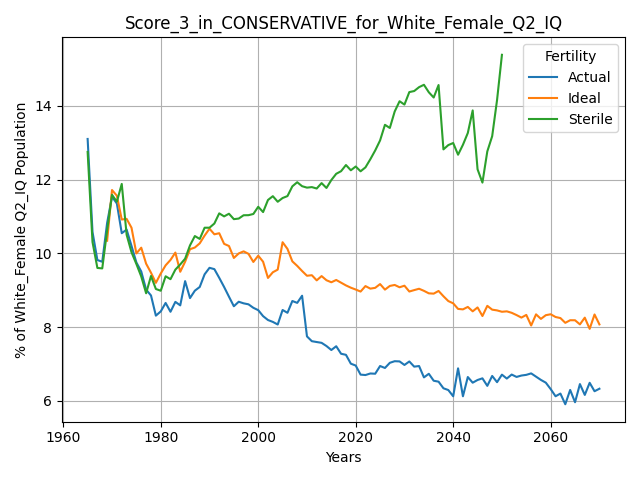 Score_3_in_CONSERVATIVE_for_White_Female_Q2_IQ
% of White_Female Q2_IQ Population
14
12
10
8
6
1960
1980
2000
2020
2040
2060
Years
Fertility
Actual
Ideal
Sterile